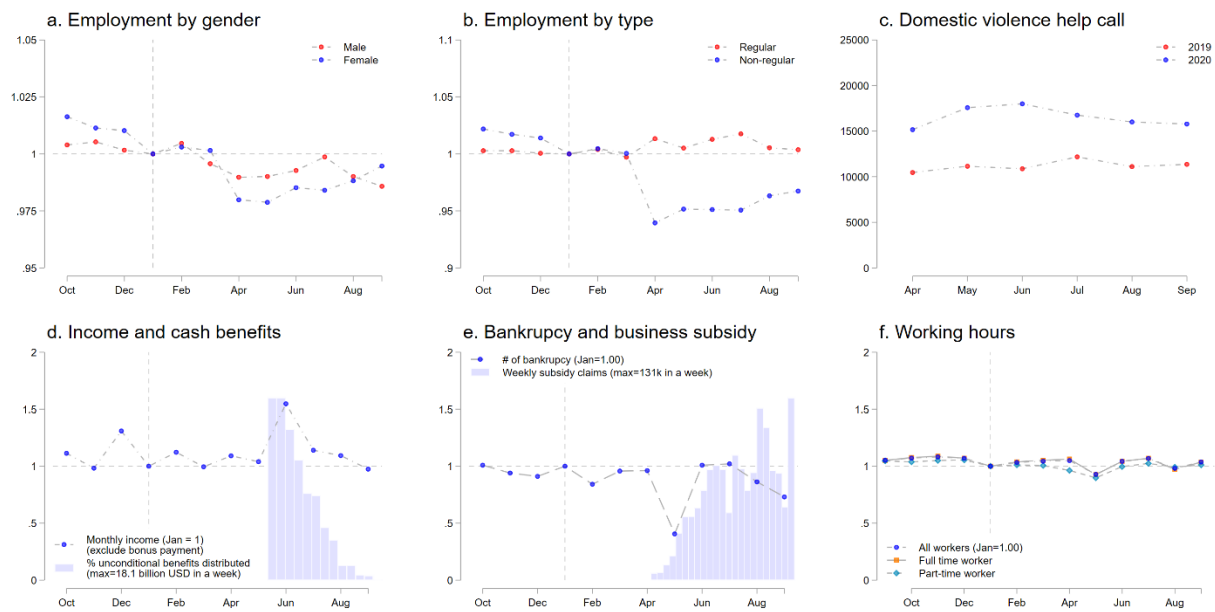 a. Employment by gender
1.05
1.025
1
.975
.95
Male
Female
Oct Dec Feb Apr Jun Aug
b. Employment by type
1.1
1.05
1
.95
.9
Regular
Non-regular
Oct Dec Feb Apr Jun Aug
c. Domestic violence help call
25000
20000
15000
10000
5000
0
2019
2020
Apr May Jun Jul Aug Sep
d. Income and cash benefits
2
1.5
1
.5
0
Monthly income (Jan = 1)
(exclude bonus payment)
% unconditional benefits distributed
(max=18.1 billion USD in a week)
Oct Dec Feb Apr Jun Aug
e. Bankrupcy and business subsidy
2
1.5
1
.5
0
# of bankrupcy (Jan=1.00)
Weekly subsidy claims (max=131k in a week)
Oct Dec Feb Apr Jun Aug
f. Working hours
2
1.5
1
.5
0
All workers (Jan=1.00)
Full time worker
Part-time worker
Oct Dec Feb Apr Jun Aug